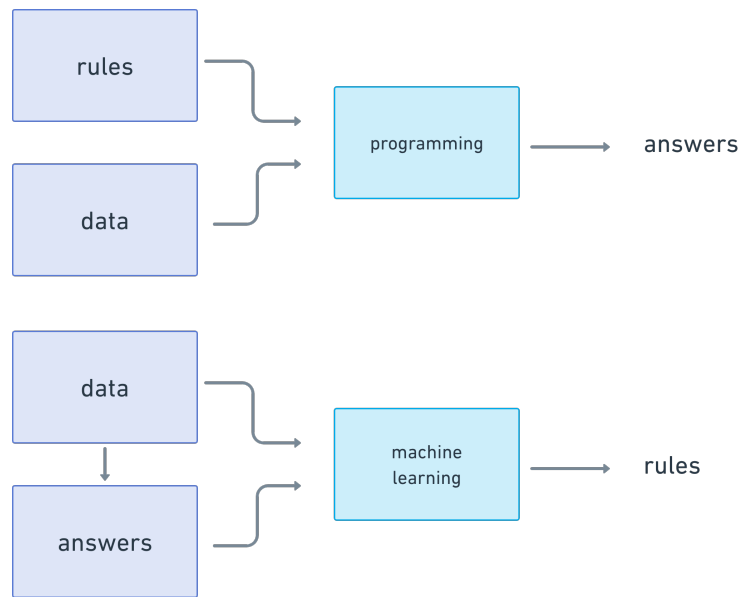 rules
data
programming
answers
data
answers
machine
learning
rules